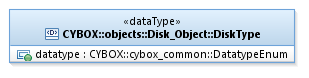 «dataType»
«D» CYBOX::objects::Disk_Object::DiskType
datatype : CYBOX::cybox_common::DatatypeEnum